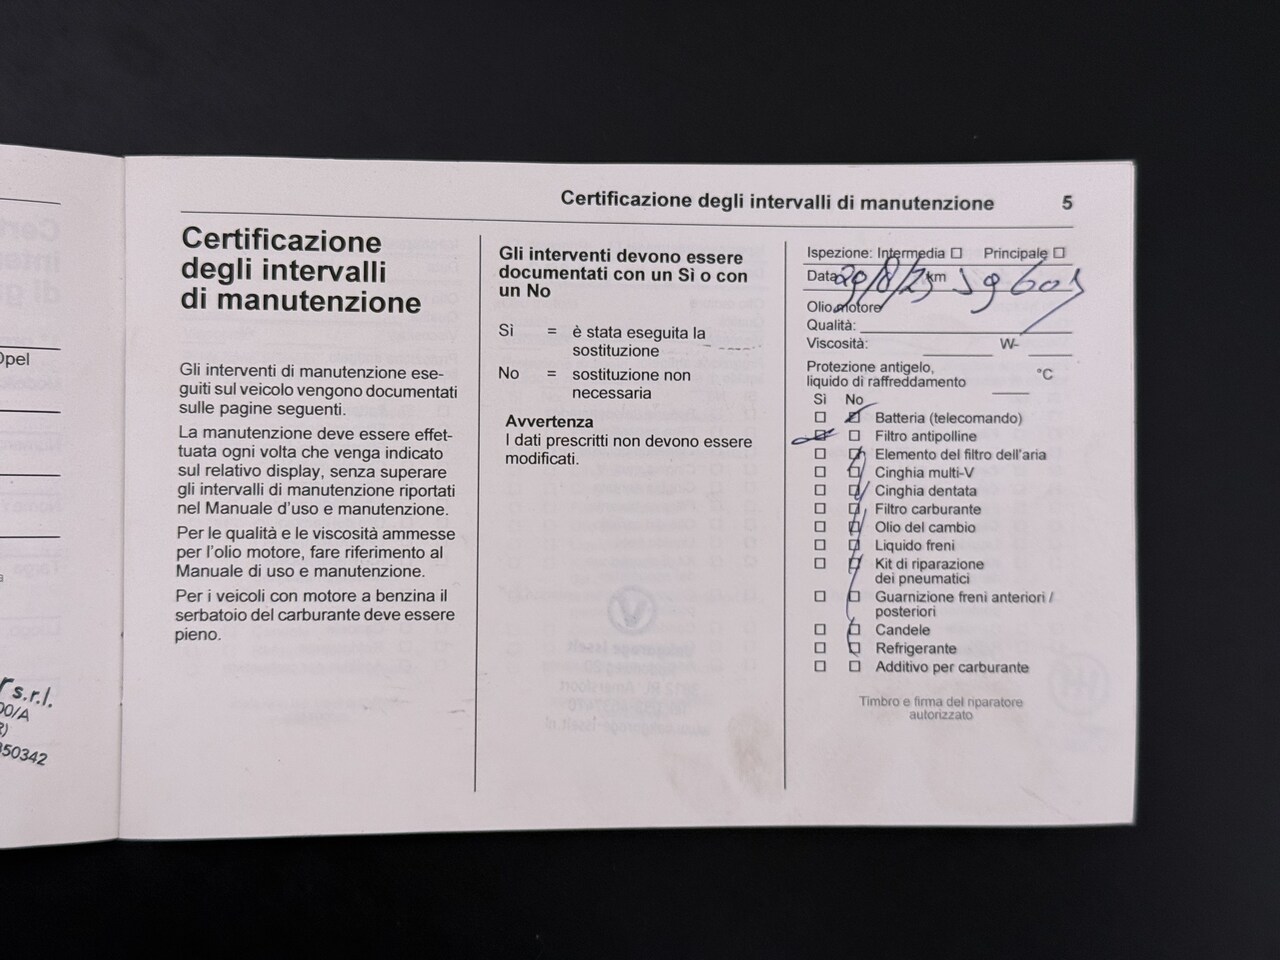 Certificazione degli intervalli di manutenzione 5
Opel
r s.r.l.
00/A
350342
Certificazione
degli intervalli
di manutenzione
Gli interventi di manutenzione ese-
guiti sul veicolo vengono documentati
sulle pagine seguenti.
La manutenzione deve essere effet-
tuata ogni volta che venga indicato
sul relativo display, senza superare
gli intervalli di manutenzione riportati
nel Manuale d'uso e manutenzione.
Per le qualità e le viscosità ammesse
per l'olio motore, fare riferimento al
Manuale di uso e manutenzione.
Per i veicoli con motore a benzina il
serbatoio del carburante deve essere
pieno.
Gli interventi devono essere
documentati con un Sì o con
un No
Sì = è stata eseguita la
sostituzione
No = sostituzione non
necessaria
Avvertenza
I dati prescritti non devono essere
modificati.
Ispezione: Intermedia Principale
Data km
Olio motore
Qualità:
Viscosità: W-
Protezione antigelo,
liquido di raffreddamento °C
Sì No
Batteria (telecomando)
Filtro antipolline
Elemento del filtro dell'aria
Cinghia multi-V
Cinghia dentata
Filtro carburante
Olio del cambio
Liquido freni
Kit di riparazione
dei pneumatici
Guarnizione freni anteriori /
posteriori
Candele
Refrigerante
Additivo per carburante
Timbro e firma del riparatore
autorizzato